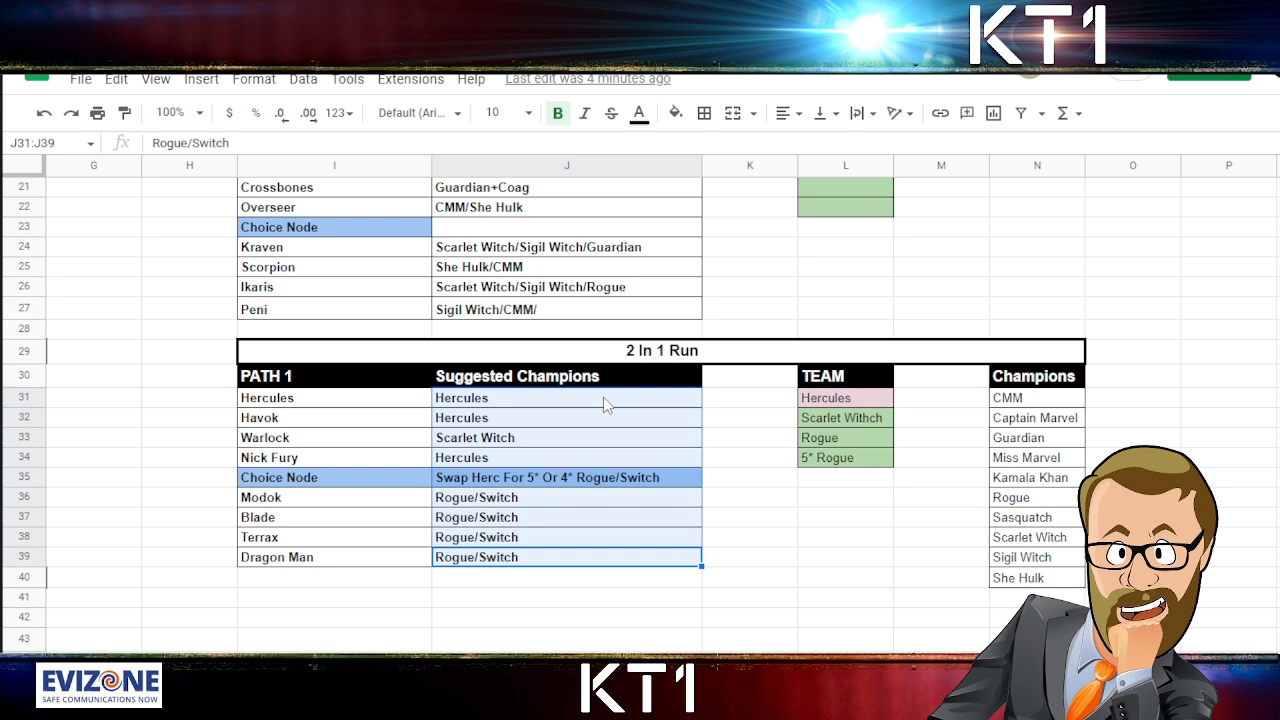 KT1
File Edit View Insert Format Data Tools Extensions Help Last edit was 4 minutes ago
100% $ % .0 .00 123 Default (Ari... 10 B I S A
J31:J39 fx Rogue/Switch
G H I J K L M N O P
21 Crossbones Guardian+Coag
22 Overseer CMM/She Hulk
23 Choice Node
24 Kraven Scarlet Witch/Sigil Witch/Guardian
25 Scorpion She Hulk/CMM
26 Ikaris Scarlet Witch/Sigil Witch/Rogue
27 Peni Sigil Witch/CMM/
28
29 2 In 1 Run
30 PATH 1 Suggested Champions TEAM Champions
31 Hercules Hercules Hercules CMM
32 Havok Hercules Scarlet Withch Captain Marvel
33 Warlock Scarlet Witch Rogue Guardian
34 Nick Fury Hercules 5* Rogue Miss Marvel
35 Choice Node Swap Herc For 5* Or 4* Rogue/Switch Kamala Khan
36 Modok Rogue/Switch Rogue
37 Blade Rogue/Switch Sasquatch
38 Terrax Rogue/Switch Scarlet Witch
39 Dragon Man Rogue/Switch Sigil Witch
40 She Hulk
41
42
43
EVIZONE
SAFE COMMUNICATIONS NOW
KT1